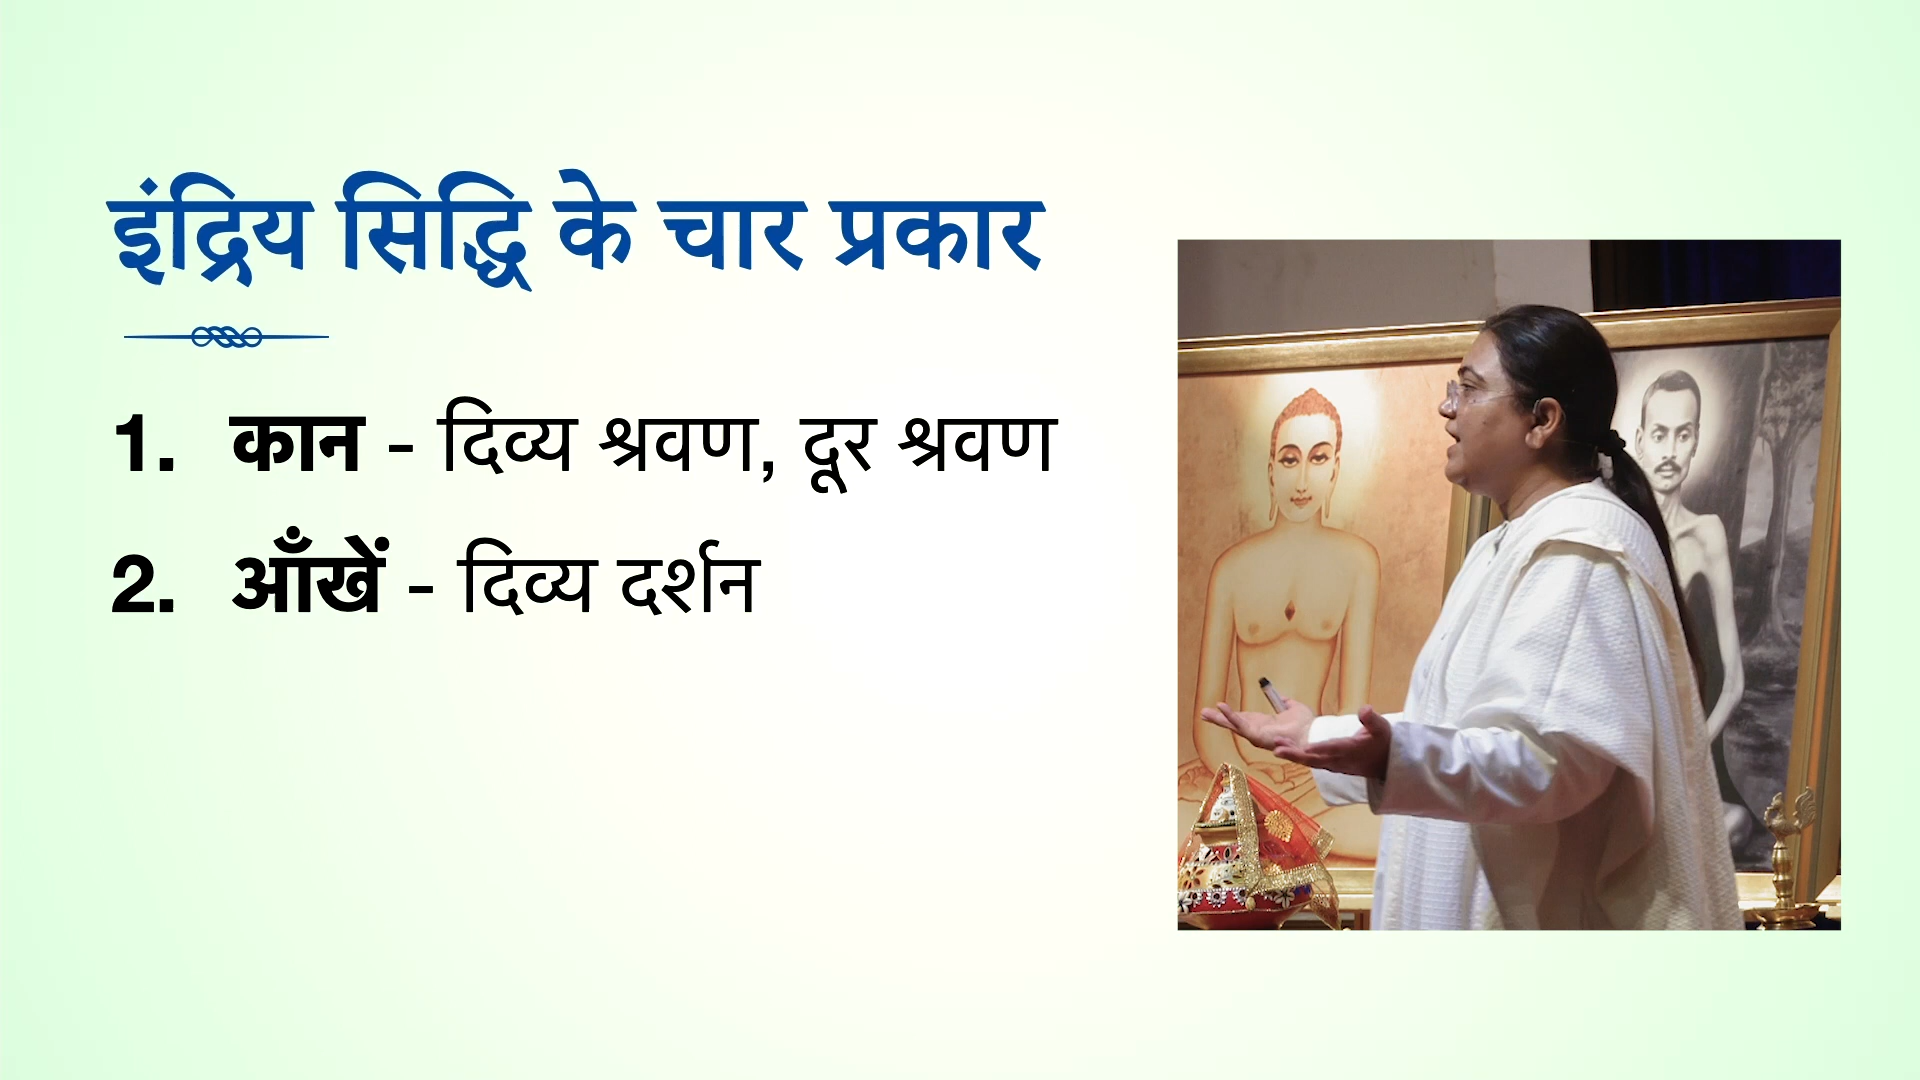 इंद्रिय सिद्धि के चार प्रकार
1. कान - दिव्य श्रवण, दूर श्रवण
2. आँखें - दिव्य दर्शन